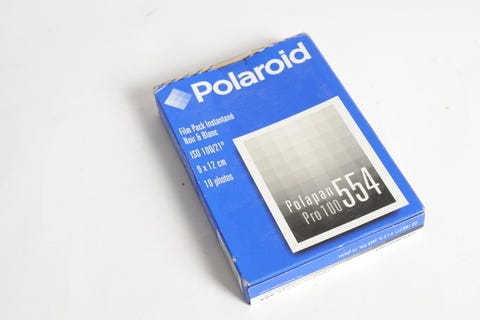 Polaroid
Film Pack Instantané
Noir & Blanc
ISO 100/21°
9 x 12 cm
10 photos
Polapan
Pro 100
554